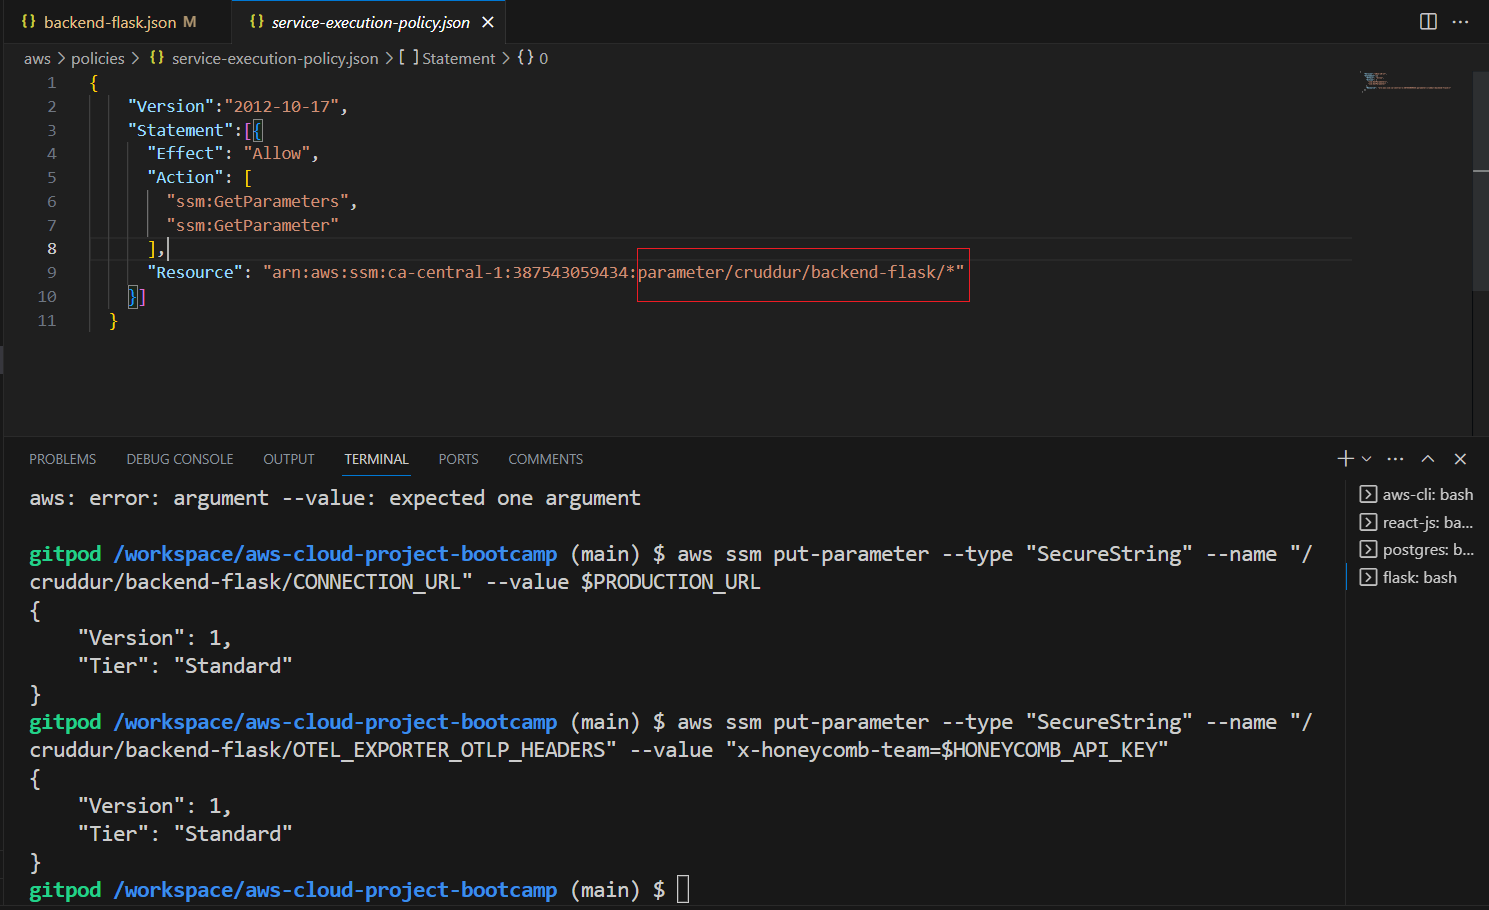 {} backend-flask.json M
{} service-execution-policy.json ✕
aws > policies > {} service-execution-policy.json > [ ] Statement > {} 0
1 {
2 "Version":"2012-10-17",
3 "Statement":[{
4 "Effect": "Allow",
5 "Action": [
6 "ssm:GetParameters",
7 "ssm:GetParameter"
8 ],
9 "Resource": "arn:aws:ssm:ca-central-1:387543059434:parameter/cruddur/backend-flask/*"
10 }]
11 }
PROBLEMS DEBUG CONSOLE OUTPUT TERMINAL PORTS COMMENTS
aws: error: argument --value: expected one argument
gitpod /workspace/aws-cloud-project-bootcamp (main) $ aws ssm put-parameter --type "SecureString" --name "/
cruddur/backend-flask/CONNECTION_URL" --value $PRODUCTION_URL
{
"Version": 1,
"Tier": "Standard"
}
gitpod /workspace/aws-cloud-project-bootcamp (main) $ aws ssm put-parameter --type "SecureString" --name "/
cruddur/backend-flask/OTEL_EXPORTER_OTLP_HEADERS" --value "x-honeycomb-team=$HONEYCOMB_API_KEY"
{
"Version": 1,
"Tier": "Standard"
}
gitpod /workspace/aws-cloud-project-bootcamp (main) $
aws-cli: bash
react-js: ba...
postgres: b...
flask: bash